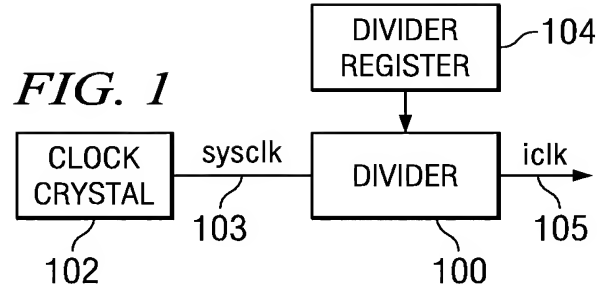 DIVIDER
REGISTER
104
FIG. 1
CLOCK
CRYSTAL
sysclk
DIVIDER
iclk
102
103
100
105